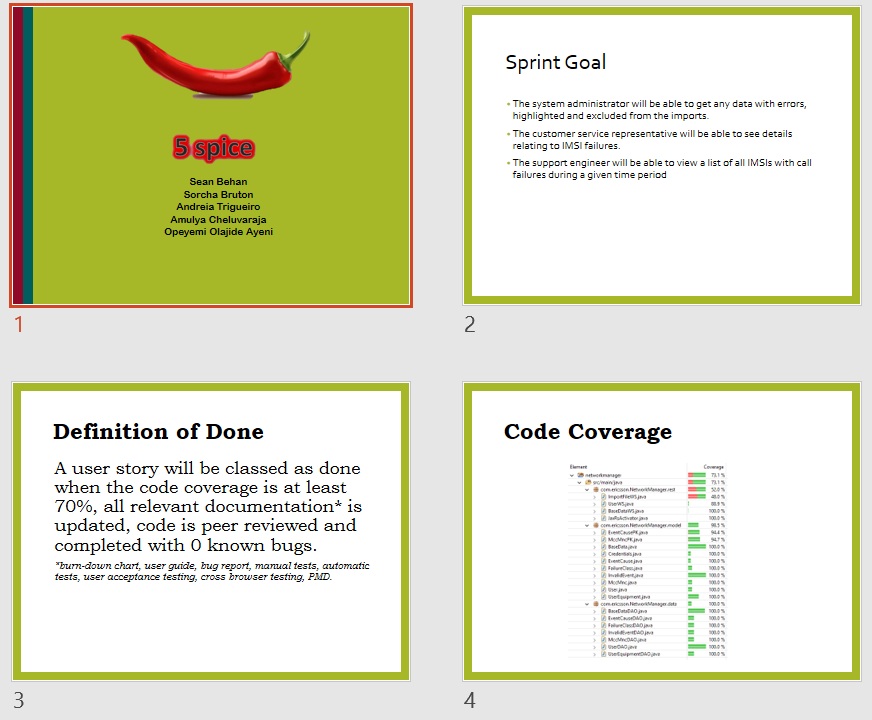 5 spice
Sean Behan
Sorcha Bruton
Andreia Trigueiro
Amulya Cheluvaraja
Opeyemi Olajide Ayeni
1
Sprint Goal
The system administrator will be able to get any data with errors,
highlighted and excluded from the imports.
The customer service representative will be able to see details
relating to IMSI failures.
The support engineer will be able to view a list of all IMSIs with call
failures during a given time period
2
Definition of Done
A user story will be classed as done
when the code coverage is at least
70%, all relevant documentation* is
updated, code is peer reviewed and
completed with 0 known bugs.
*burn-down chart, user guide, bug report, manual tests, automatic
tests, user acceptance testing, cross browser testing, PMD.
3
Code Coverage
Element Coverage
networkmanager 73.1 %
src/main/java 73.1 %
com.ericsson.NetworkManager.rest 52.0 %
ImportFileWS.java 48.0 %
UserWS.java
BaseDataWS.java 100.0 %
JaxRsActivator.java 100.0 %
com.ericsson.NetworkManager.model 98.5 %
EventCausePK.java 94.4 %
MccMncPK.java 94.7 %
BaseData.java 100.0 %
Credentials.java 100.0 %
EventCause.java 100.0 %
FailureClass.java 100.0 %
InvalidEvent.java 100.0 %
MccMnc.java 100.0 %
User.java 100.0 %
UserEquipment.java 100.0 %
com.ericsson.NetworkManager.data 100.0 %
BaseDataDAO.java 100.0 %
EventCauseDAO.java 100.0 %
FailureClassDAO.java 100.0 %
InvalidEventDAO.java 100.0 %
MccMncDAO.java 100.0 %
UserDAO.java 100.0 %
UserEquipmentDAO.java 100.0 %
4